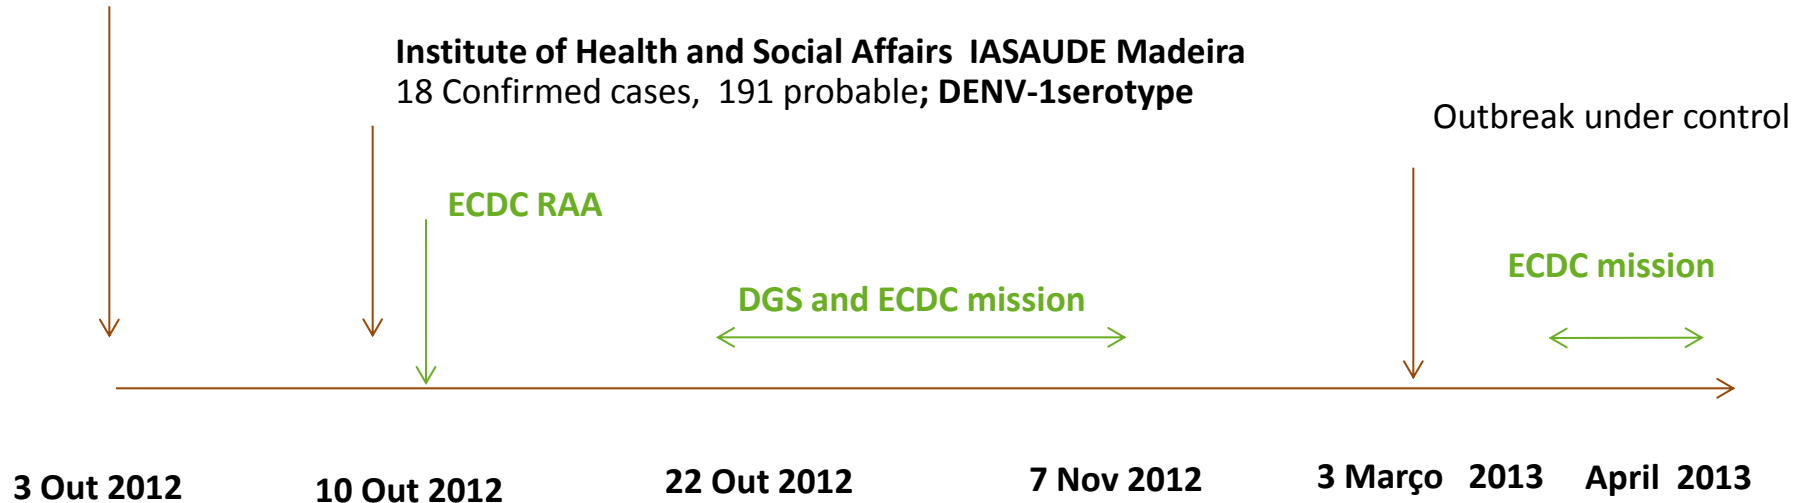 Institute of Health and Social Affairs IASAUDE Madeira
18 Confirmed cases, 191 probable; DENV-1serotype
Outbreak under control
ECDC RAA
ECDC mission
DGS and ECDC mission
3 Out 2012
10 Out 2012
22 Out 2012
7 Nov 2012
3 Março 2013
April 2013